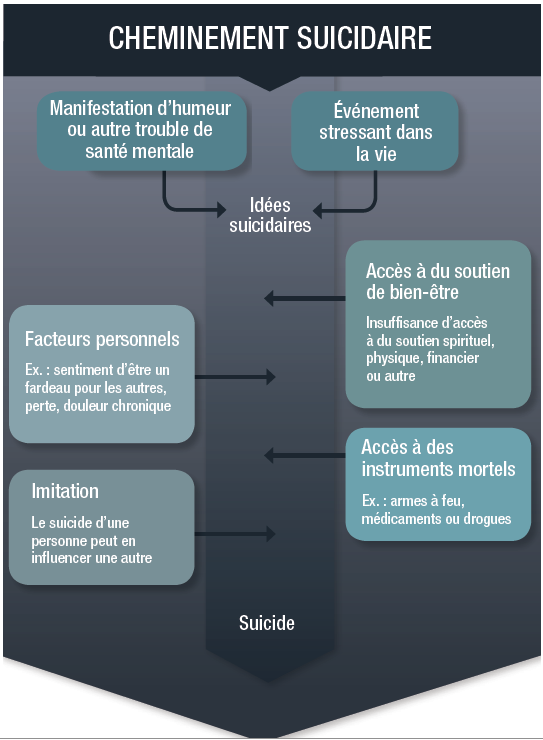 CHEMINEMENT SUICIDAIRE
Manifestation d’humeur
ou autre trouble de
santé mentale
Événement
stressant dans
la vie
Idées
suicidaires
Accès à du soutien
de bien-être
Insuffisance d’accès
à du soutien spirituel,
physique, financier
ou autre
Facteurs personnels
Ex. : sentiment d’être un
fardeau pour les autres,
perte, douleur chronique
Accès à des
instruments mortels
Ex. : armes à feu,
médicaments ou drogues
Imitation
Le suicide d’une
personne peut en
influencer une autre
Suicide